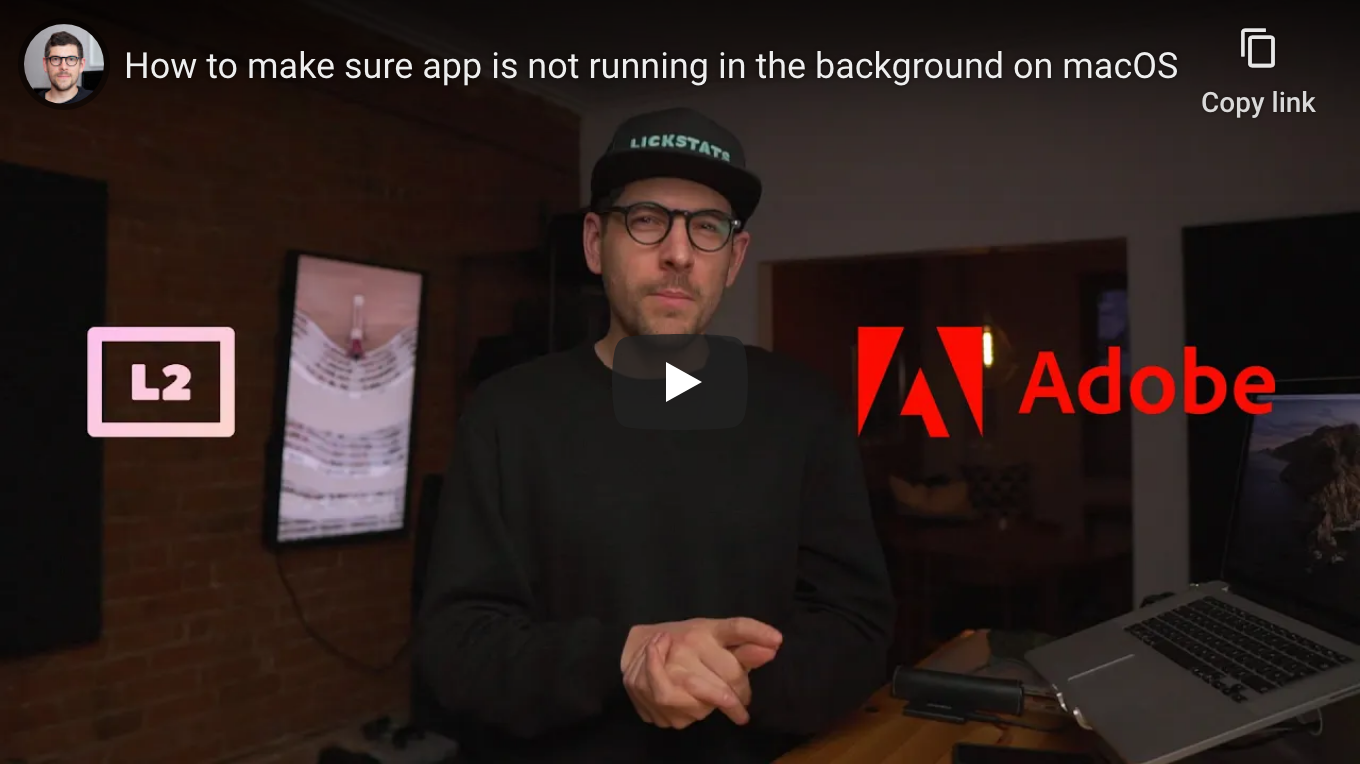 How to make sure app is not running in the background on macOS
Copy link
LICKSTATS
L2
Adobe